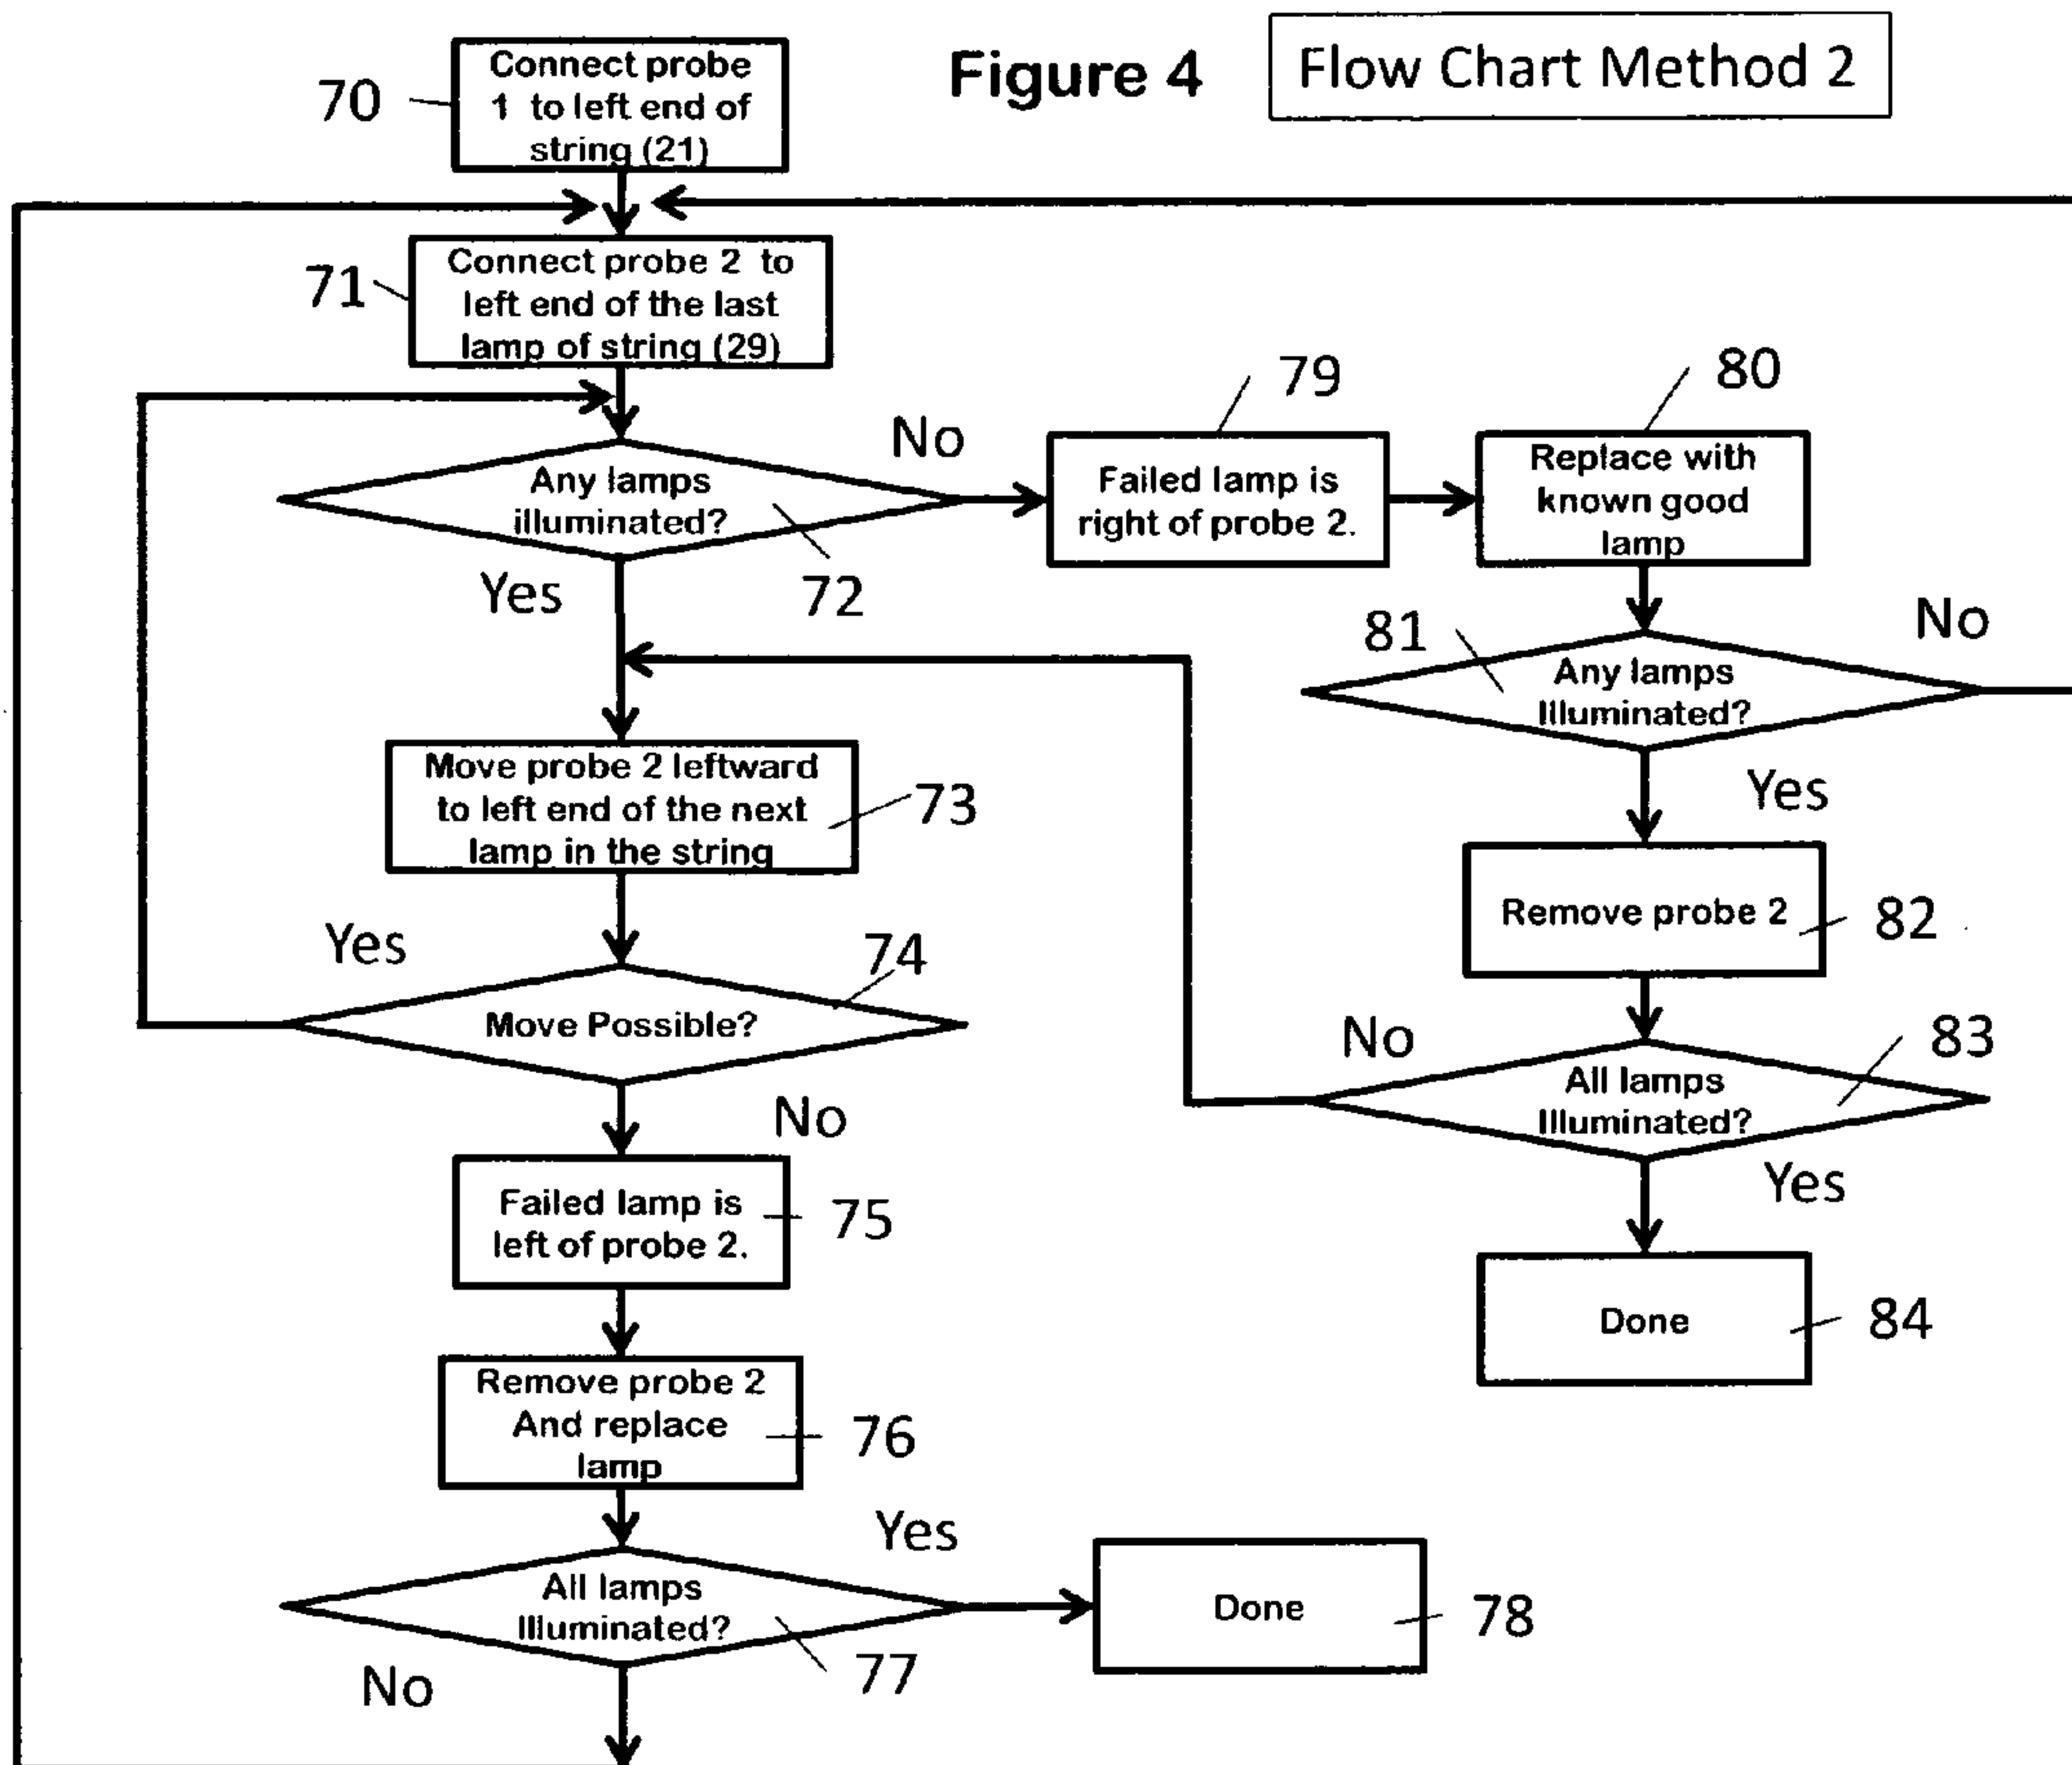 Figure 4
Flow Chart Method 2
70
Connect probe
1 to left end of
string (21)
71
Connect probe 2 to
left end of the last
lamp of string (29)
Any lamps
illuminated?
72
No
Yes
79
Failed lamp is
right of probe 2.
80
Replace with
known good
lamp
81
Any lamps
Illuminated?
No
Yes
Move probe 2 leftward
to left end of the next
lamp in the string
73
Remove probe 2
82
Yes
74
Move Possible?
No
No
All lamps
Illuminated?
83
Yes
Failed lamp is
left of probe 2.
75
Done
84
Remove probe 2
And replace
lamp
76
All lamps
Illuminated?
77
Yes
No
Done
78